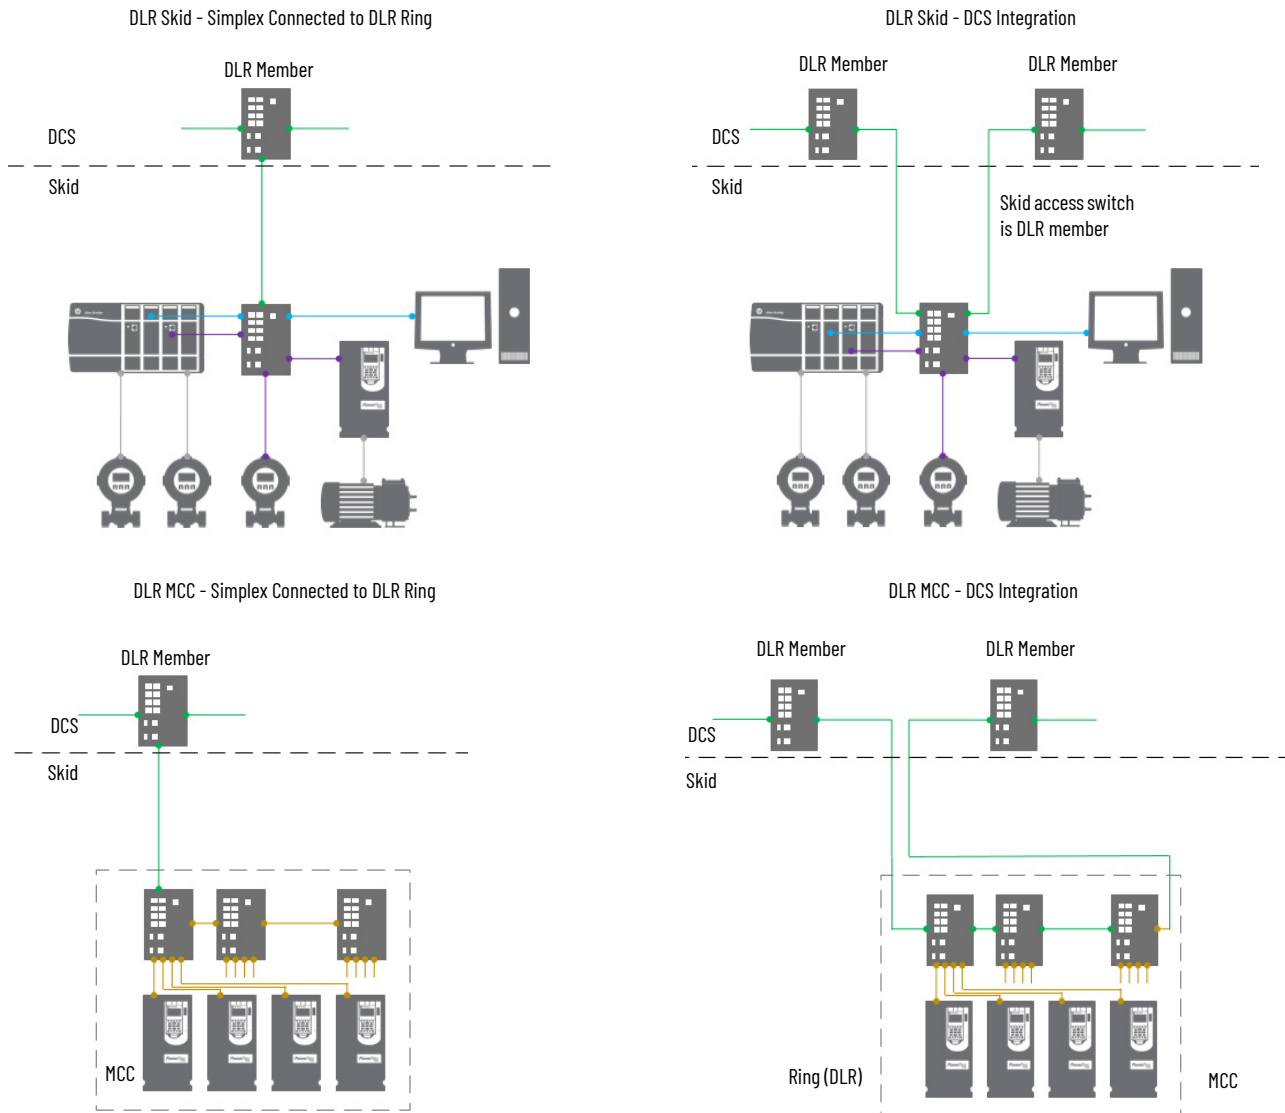 DLR Skid - Simplex Connected to DLR Ring
DLR Member
DCS
Skid
DLR Skid - DCS Integration
DLR Member
DLR Member
DCS
Skid
Skid access switch
is DLR member
DLR MCC - Simplex Connected to DLR Ring
DLR Member
DCS
Skid
MCC
DLR MCC - DCS Integration
DLR Member
DLR Member
DCS
Skid
Ring (DLR)
MCC